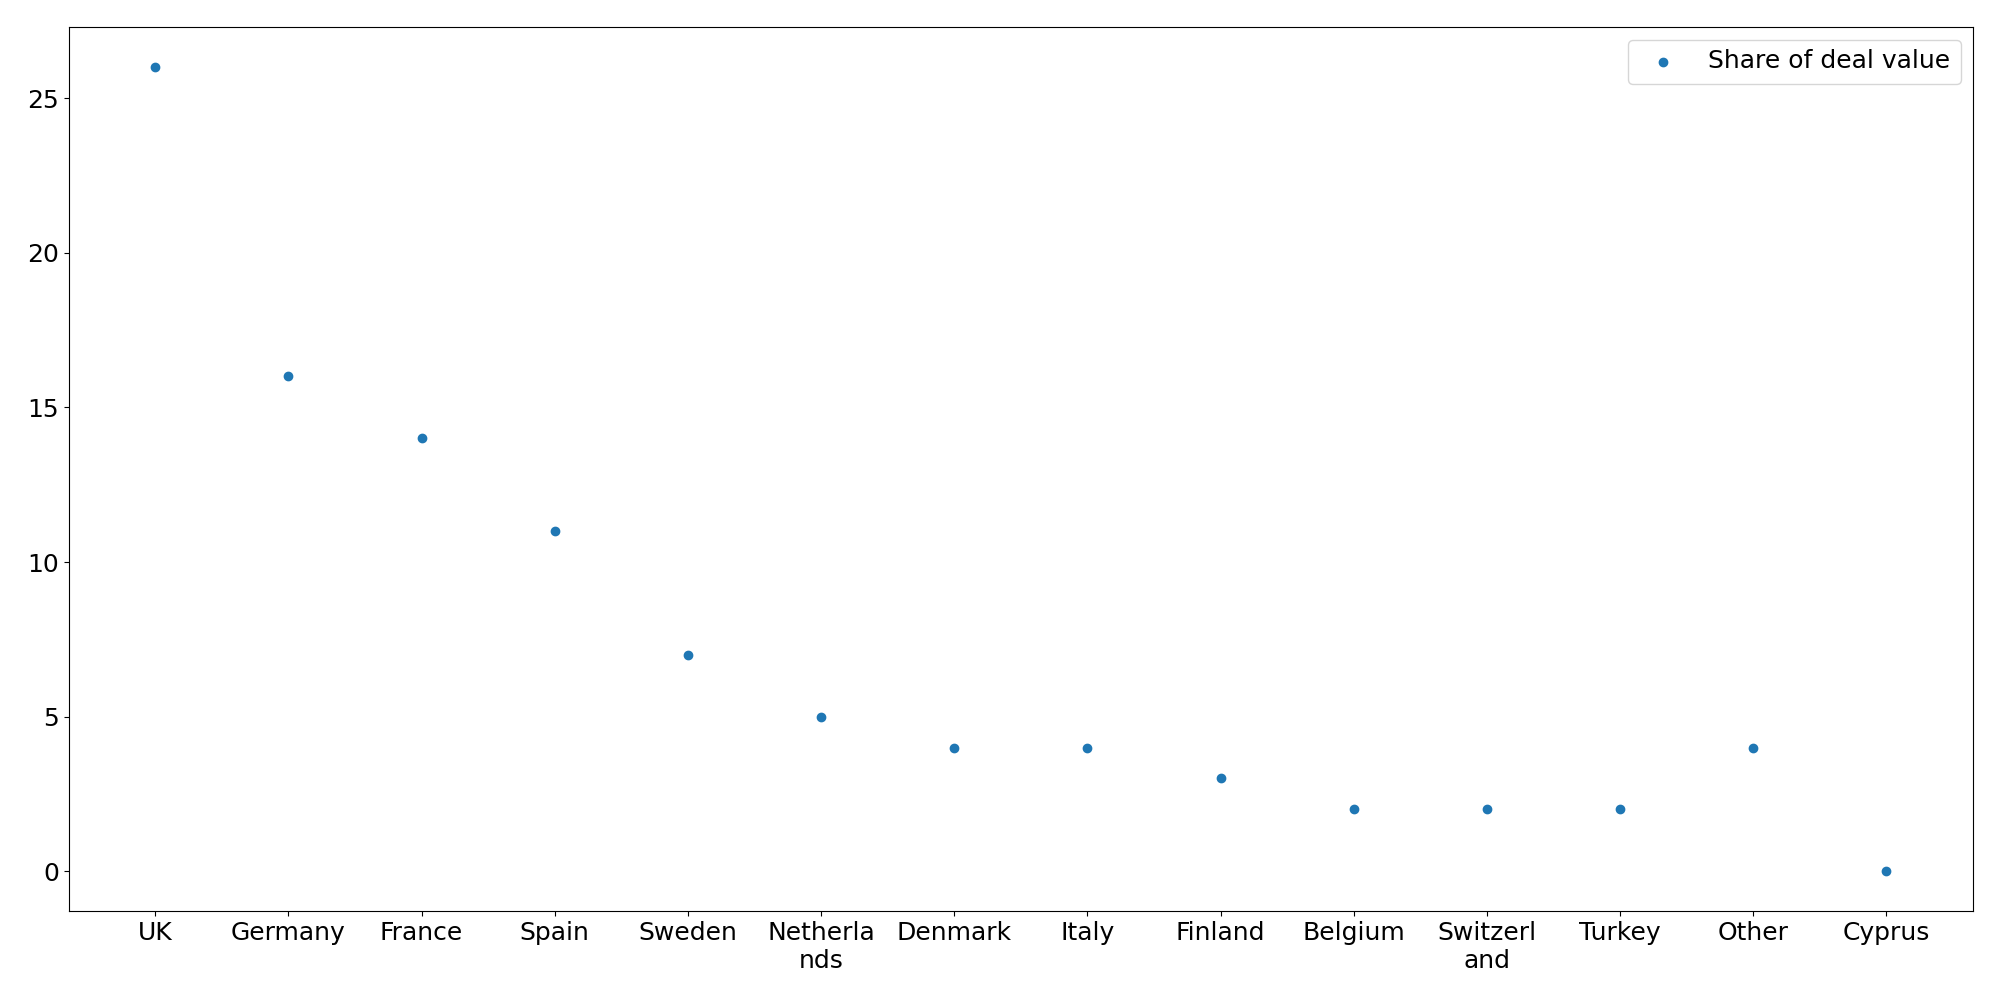 Share of deal value
25
20
15
10
5
0
UK Germany France Spain Sweden Netherla Denmark Italy Finland Belgium Switzerl Turkey Other Cyprus
nds and